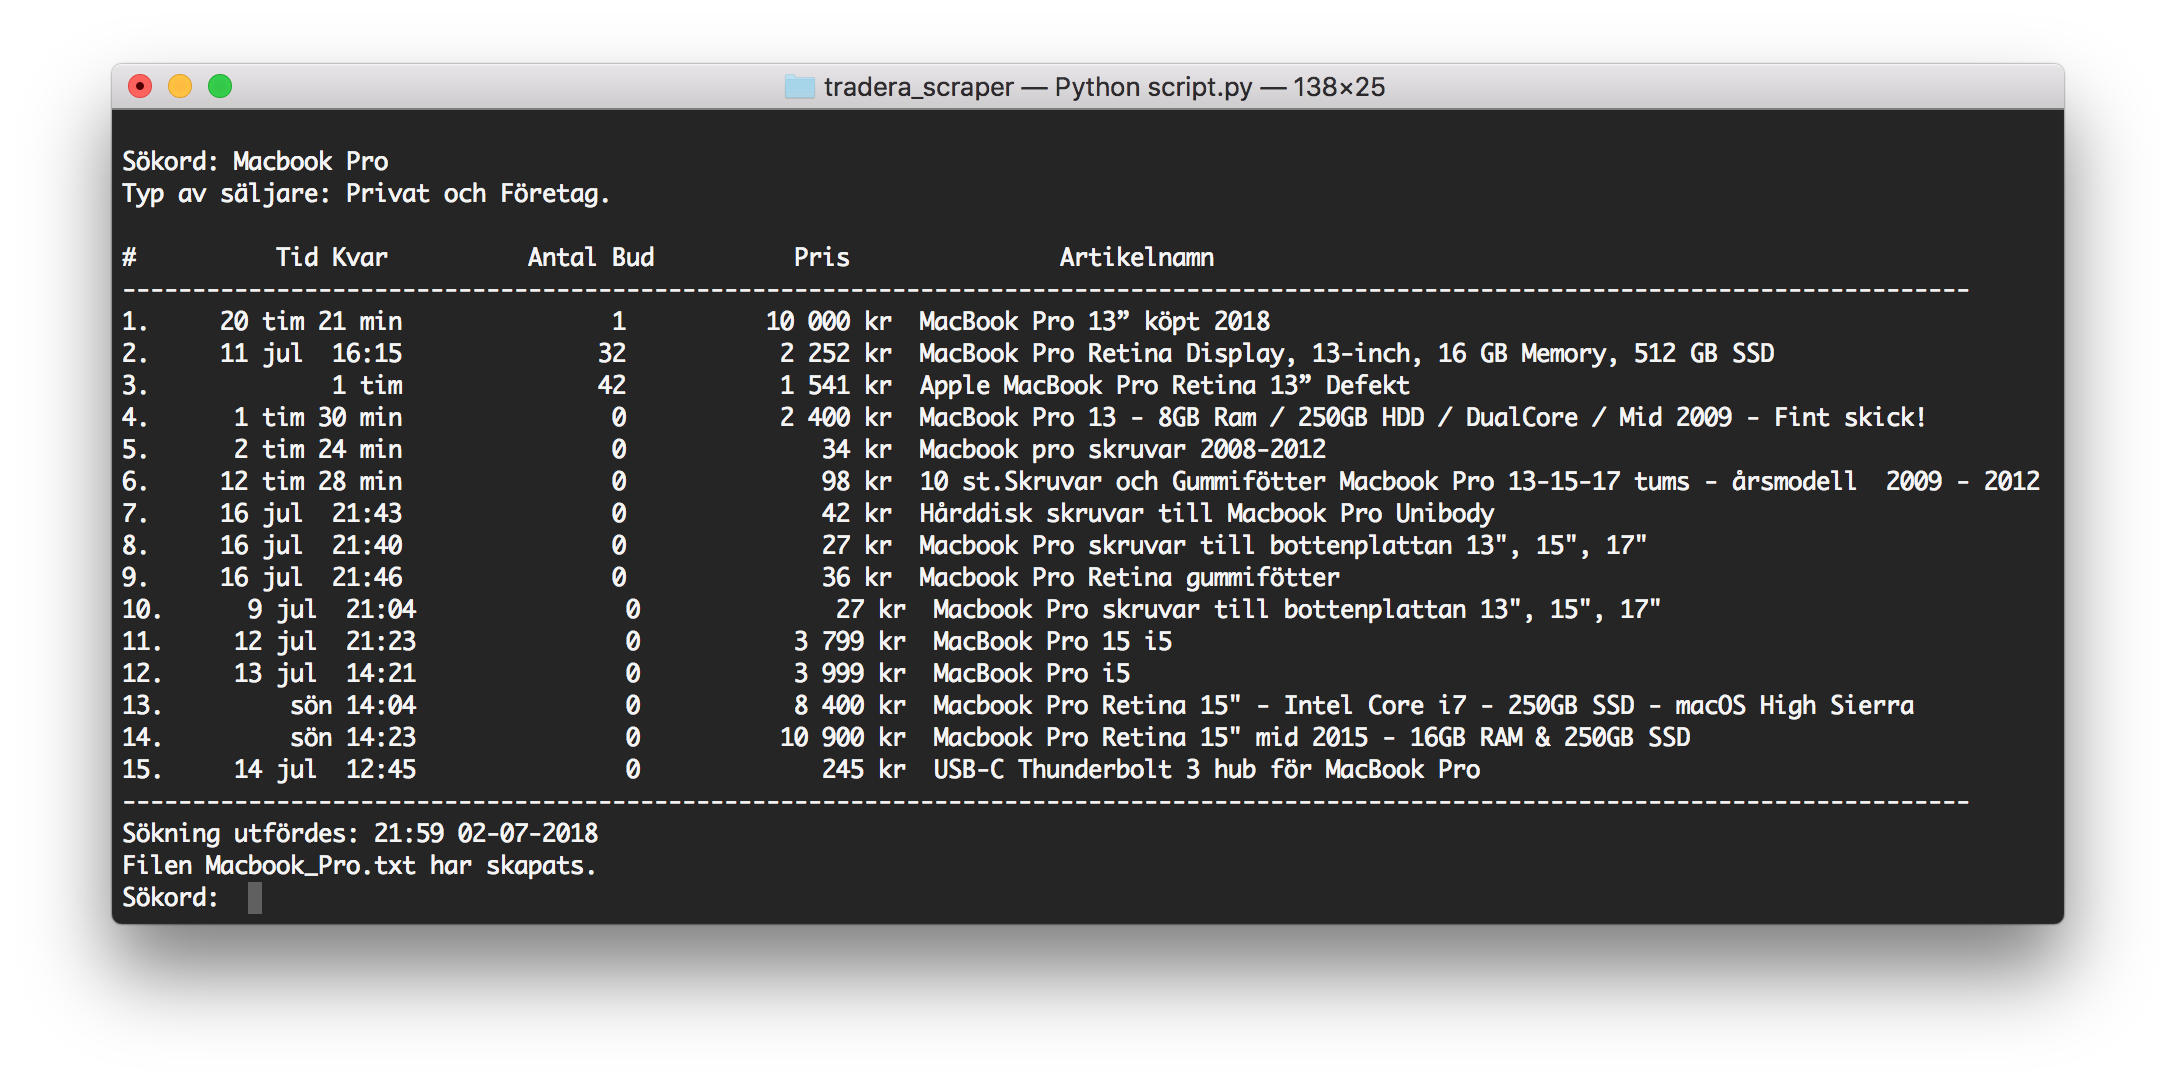 tradera_scraper — Python script.py — 138×25
Sökord: Macbook Pro
Typ av säljare: Privat och Företag.
#          Tid Kvar          Antal Bud          Pris               Artikelnamn
------------------------------------------------------------------------------------------------------------------------------------
1.     20 tim 21 min               1          10 000 kr  MacBook Pro 13” köpt 2018
2.     11 jul  16:15              32           2 252 kr  MacBook Pro Retina Display, 13-inch, 16 GB Memory, 512 GB SSD
3.             1 tim              42           1 541 kr  Apple MacBook Pro Retina 13” Defekt
4.      1 tim 30 min               0           2 400 kr  MacBook Pro 13 - 8GB Ram / 250GB HDD / DualCore / Mid 2009 - Fint skick!
5.      2 tim 24 min               0              34 kr  Macbook pro skruvar 2008-2012
6.     12 tim 28 min               0              98 kr  10 st.Skruvar och Gummifötter Macbook Pro 13-15-17 tums - årsmodell  2009 - 2012
7.     16 jul  21:43               0              42 kr  Hårddisk skruvar till Macbook Pro Unibody
8.     16 jul  21:40               0              27 kr  Macbook Pro skruvar till bottenplattan 13", 15", 17"
9.     16 jul  21:46               0              36 kr  Macbook Pro Retina gummifötter
10.      9 jul  21:04               0              27 kr  Macbook Pro skruvar till bottenplattan 13", 15", 17"
11.     12 jul  21:23               0           3 799 kr  MacBook Pro 15 i5
12.     13 jul  14:21               0           3 999 kr  MacBook Pro i5
13.         sön 14:04               0           8 400 kr  Macbook Pro Retina 15" - Intel Core i7 - 250GB SSD - macOS High Sierra
14.         sön 14:23               0          10 900 kr  Macbook Pro Retina 15" mid 2015 - 16GB RAM & 250GB SSD
15.     14 jul  12:45               0             245 kr  USB-C Thunderbolt 3 hub för MacBook Pro
------------------------------------------------------------------------------------------------------------------------------------
Sökning utfördes: 21:59 02-07-2018
Filen Macbook_Pro.txt har skapats.
Sökord: